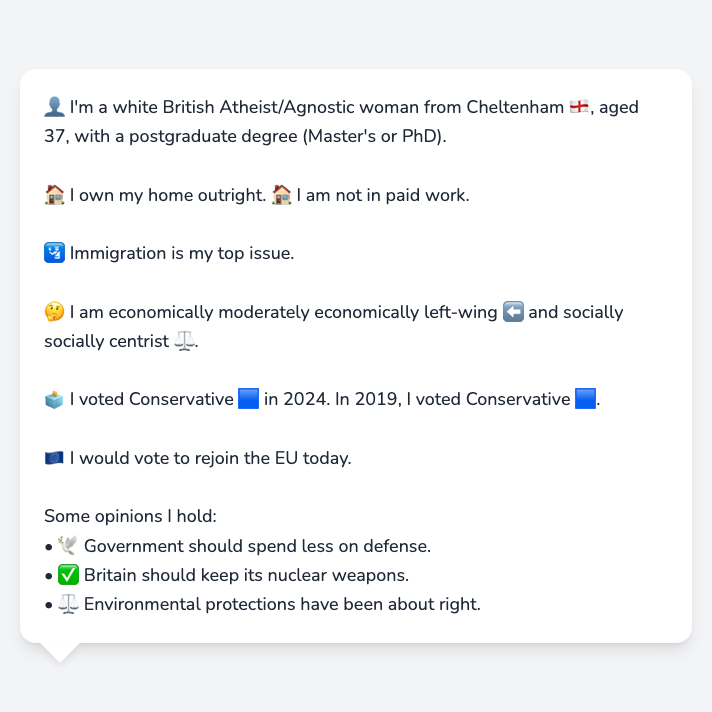 👤 I'm a white British Atheist/Agnostic woman from Cheltenham 🏴󠁧󠁢󠁥󠁮󠁧󠁿, aged
37, with a postgraduate degree (Master's or PhD).
🏠 I own my home outright. 🏠 I am not in paid work.
🛂 Immigration is my top issue.
🤔 I am economically moderately economically left-wing ⬅️ and socially
socially centrist ⚖️.
🗳️ I voted Conservative 🟦 in 2024. In 2019, I voted Conservative 🟦.
🇪🇺 I would vote to rejoin the EU today.
Some opinions I hold:
• 🕊️ Government should spend less on defense.
• ✅ Britain should keep its nuclear weapons.
• ⚖️ Environmental protections have been about right.